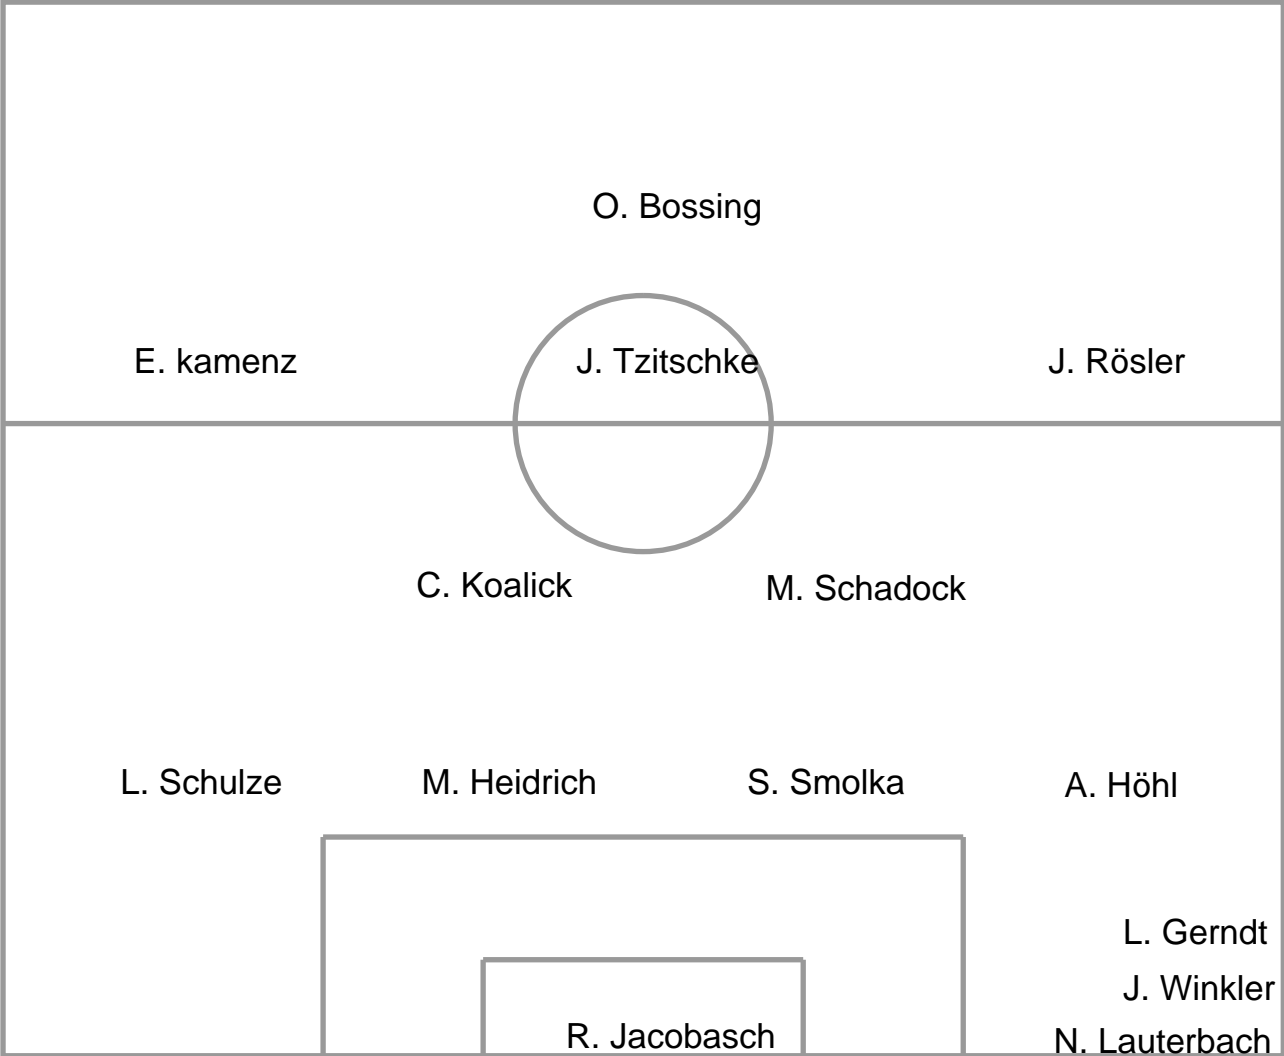 O. Bossing
E. kamenz
J. Tzitschke
J. Rösler
C. Koalick
M. Schadock
L. Schulze
M. Heidrich
S. Smolka
A. Höhl
L. Gerndt
J. Winkler
R. Jacobasch
N. Lauterbach